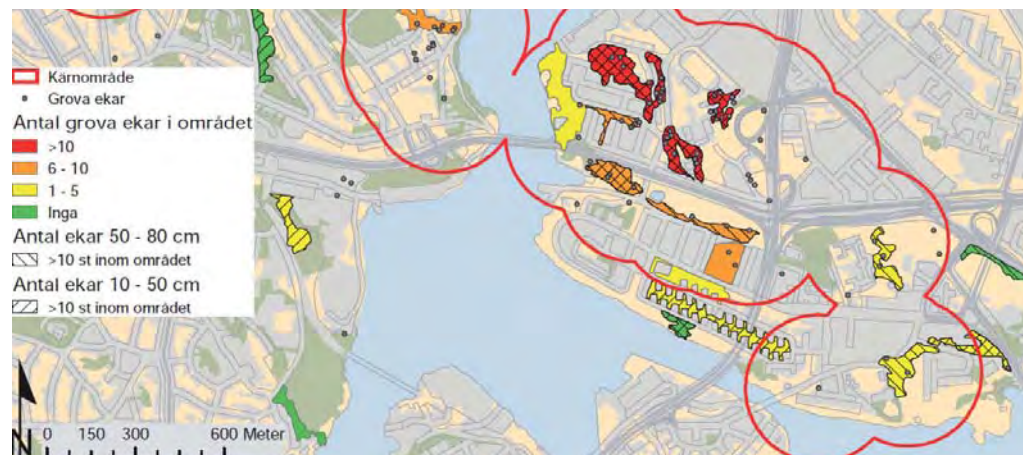 Kärnområde
Grova ekar
Antal grova ekar i området
>10
6 - 10
1 - 5
Inga
Antal ekar 50 - 80 cm
>10 st inom området
Antal ekar 10 - 50 cm
>10 st inom området
N
0 150 300 600 Meter